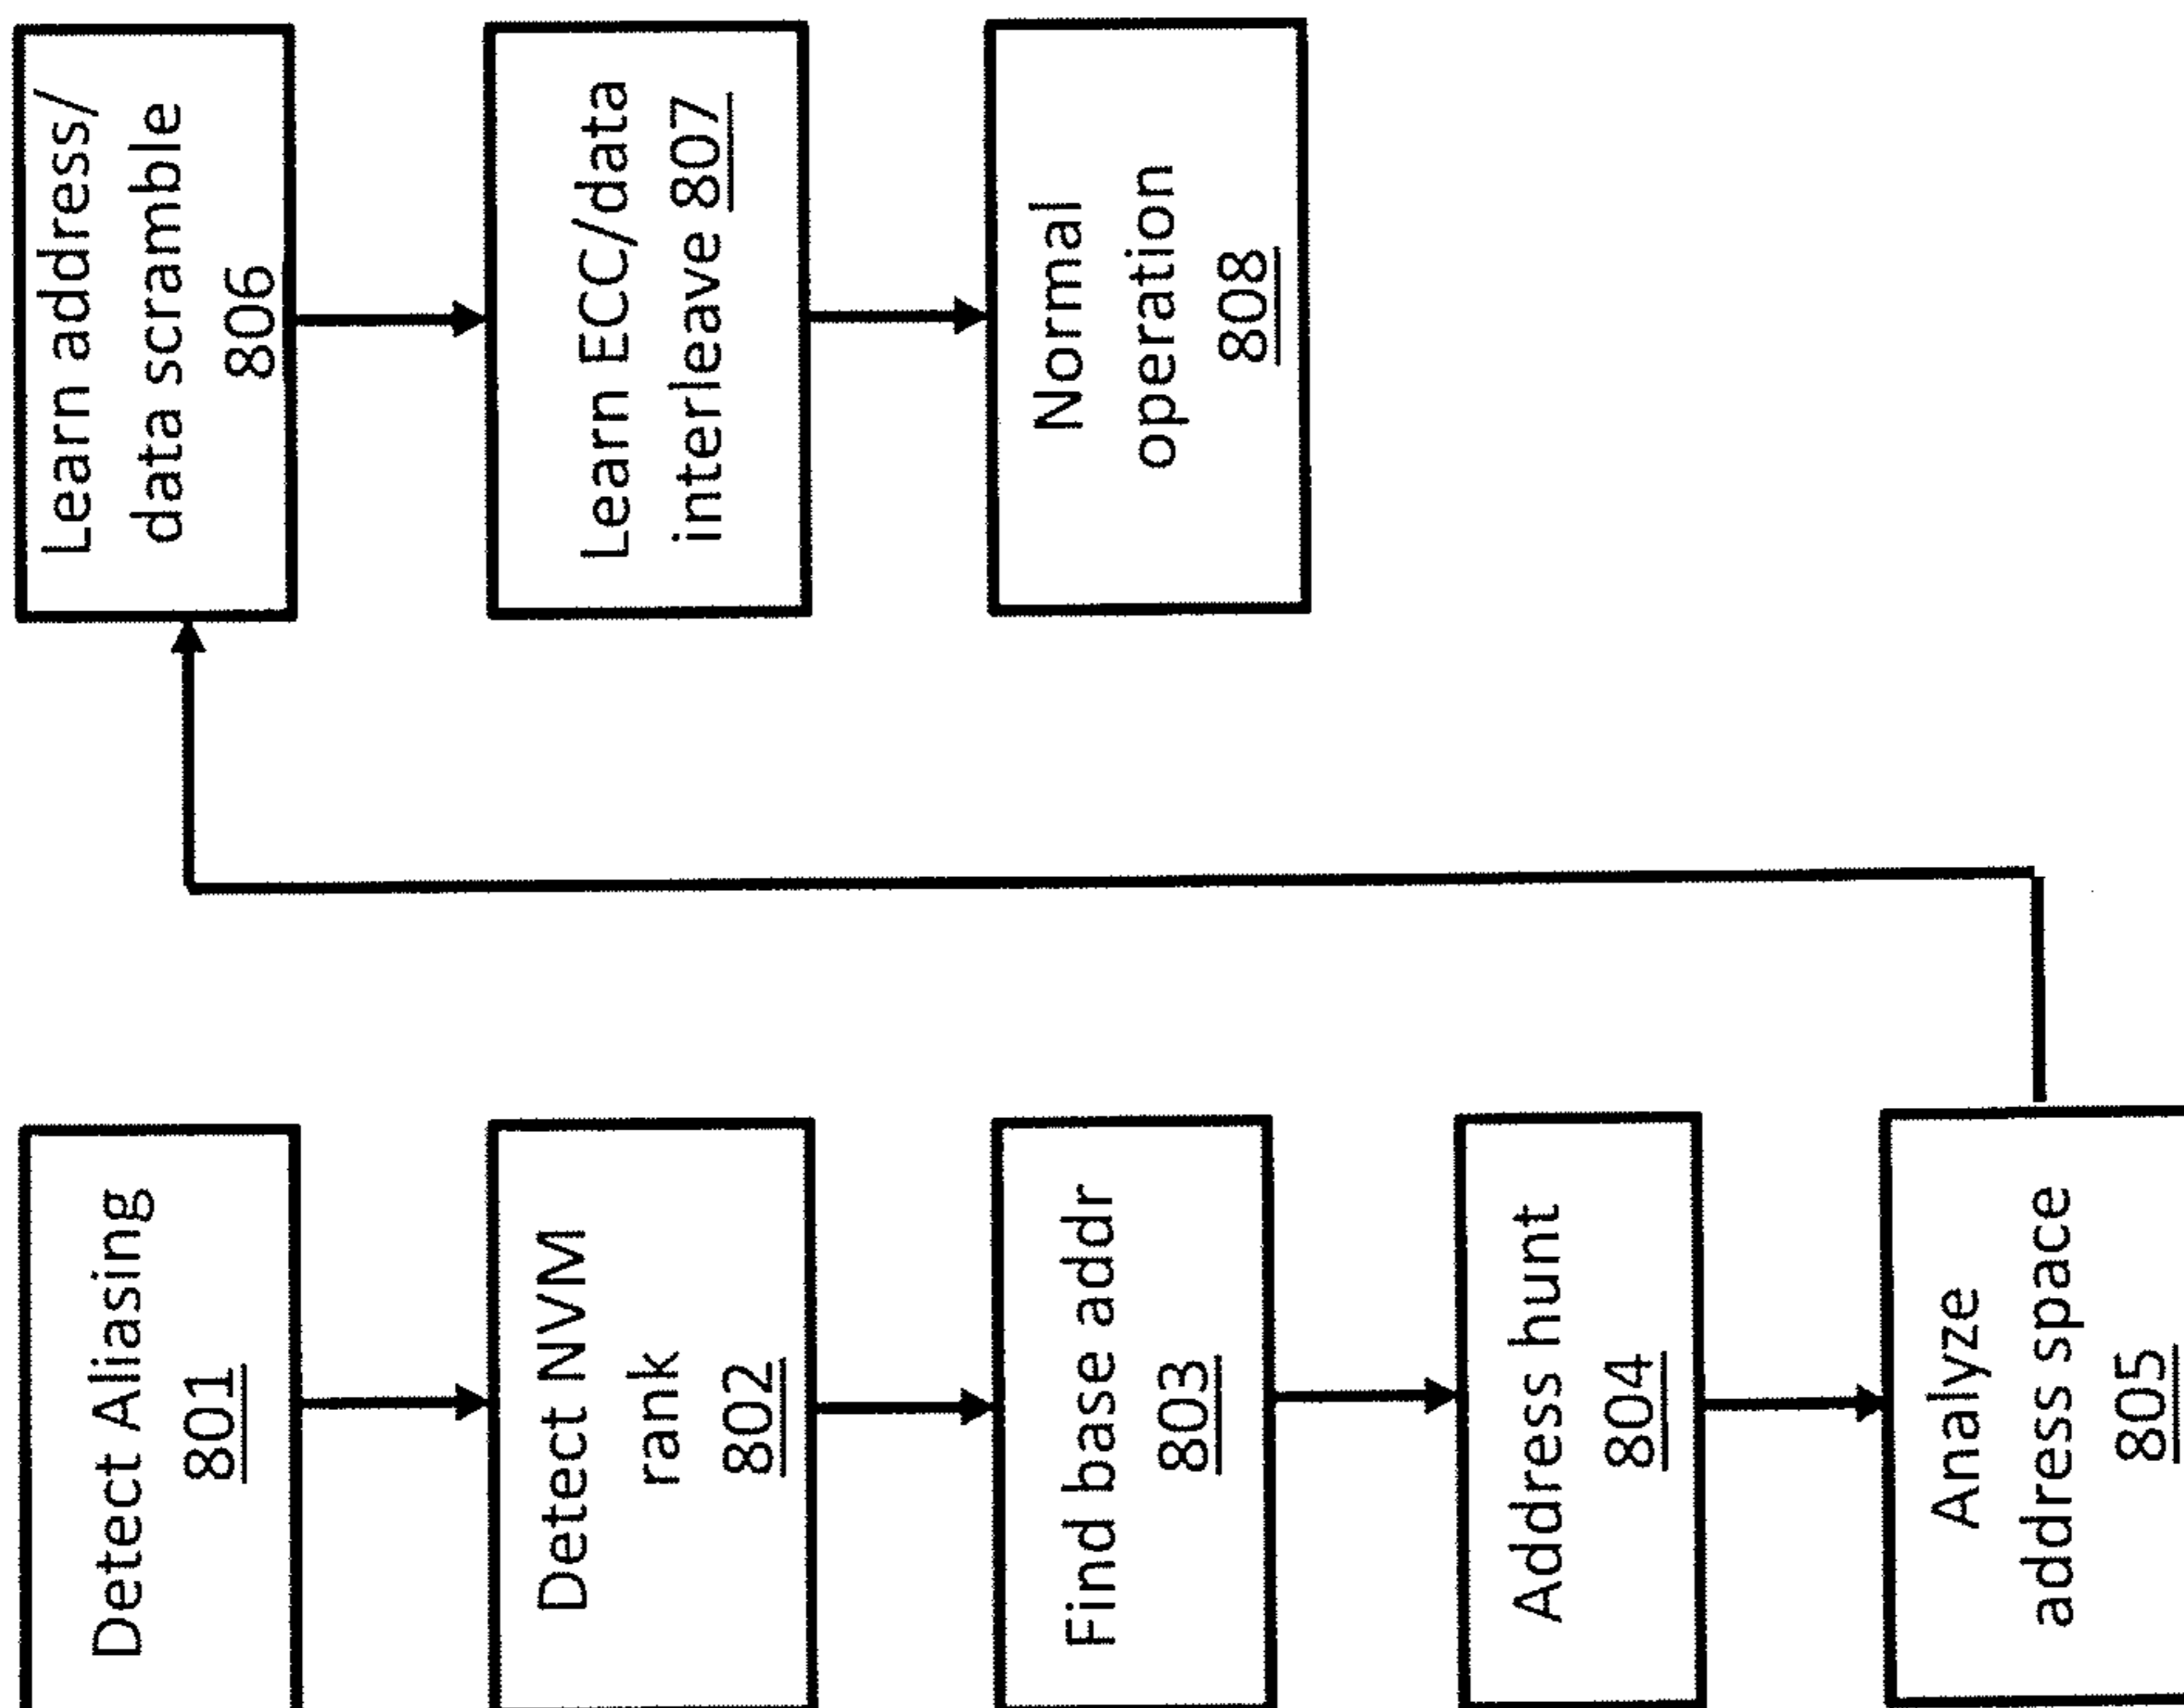 Detect Aliasing
801
Detect NVM
rank
802
Find base addr
803
Address hunt
804
Analyze
address space
805
Learn address/
data scramble
806
Learn ECC/data
interleave 807
Normal
operation
808